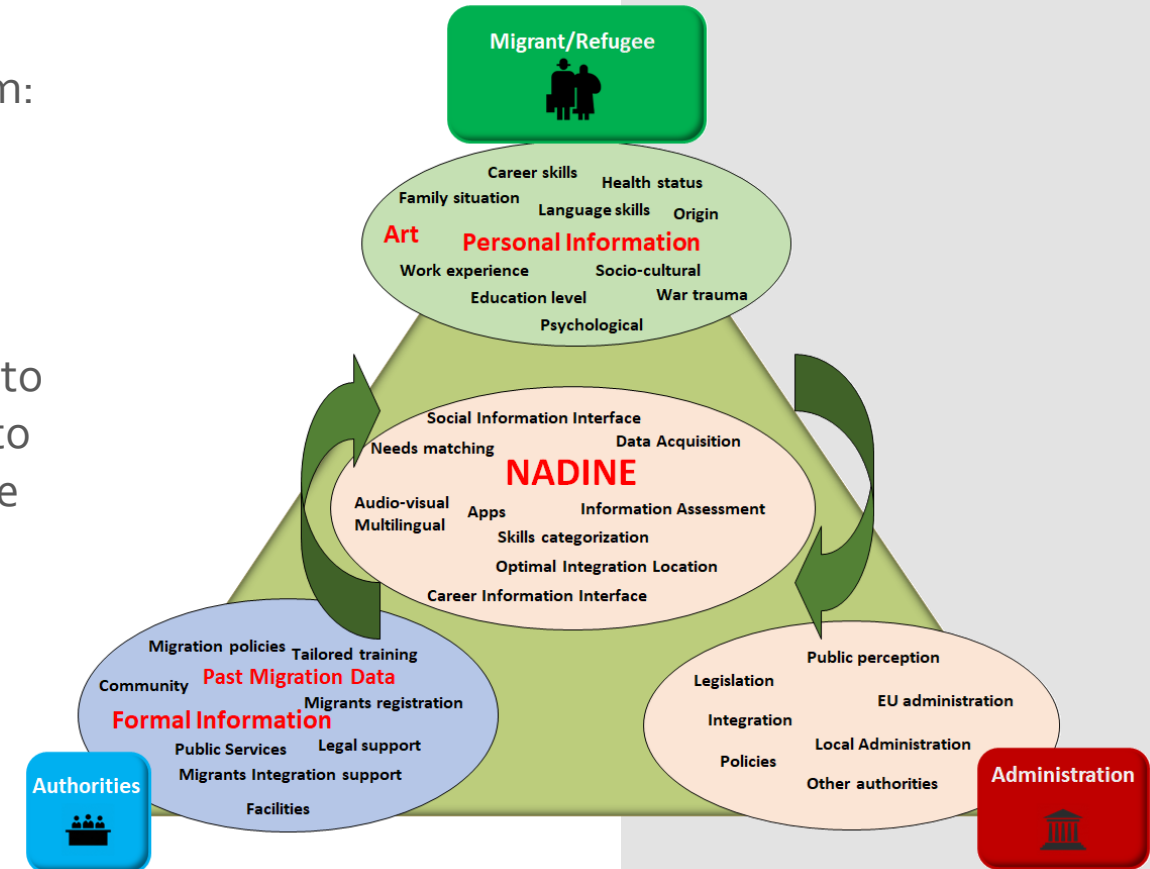 m:
to
to
e
Migrant/Refugee
Career skills
Health status
Family situation
Language skills
Origin
Art
Personal Information
Work experience
Socio-cultural
Education level
War trauma
Psychological
Social Information Interface
Needs matching
Data Acquisition
NADINE
Audio-visual
Multilingual
Apps
Information Assessment
Skills categorization
Optimal Integration Location
Career Information Interface
Migration policies
Tailored training
Community
Past Migration Data
Migrants registration
Formal Information
Public Services
Legal support
Migrants Integration support
Facilities
Authorities
Public perception
Legislation
EU administration
Integration
Local Administration
Policies
Other authorities
Administration